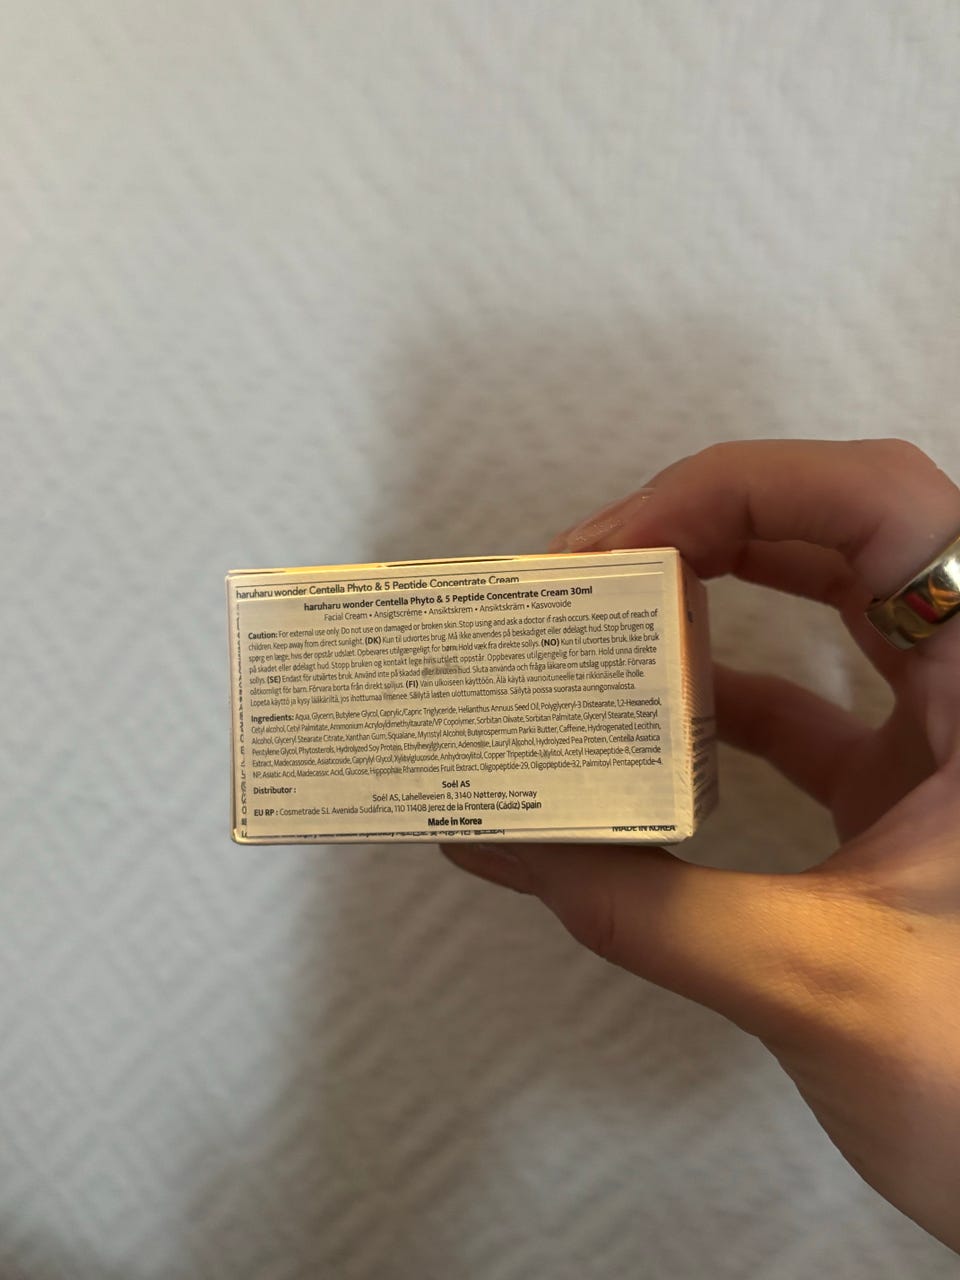 haruharu wonder Centella Phyto & 5 Peptide Concentrate Cream
haruharu wonder Centella Phyto & 5 Peptide Concentrate Cream 30ml
Facial Cream • Ansigtscrème • Ansiktskrem • Ansiktskräm • Kasvovoide
Caution: For external use only. Do not use on damaged or broken skin. Stop using and ask a doctor if rash occurs. Keep out of reach of
children. Keep away from direct sunlight. (DK) Kun til udvortes brug. Må ikke anvendes på beskadiget eller ødelagt hud. Stop brugen og
spørg en læge, hvis der opstår udslæt. Opbevares utilgængeligt for børn. Hold væk fra direkte sollys. (NO) Kun til utvortes bruk. Ikke bruk
på skadet eller ødelagt hud. Stopp bruken og kontakt lege hvis utslett oppstår. Oppbevares utilgjengelig for barn. Hold unna direkte
sollys. (SE) Endast för utvärtes bruk. Använd inte på skadad eller bruten hud. Sluta använda och fråga läkare om utslag uppstår. Förvaras
oåtkomligt för barn. Förvara borta från direkt solljus. (FI) Vain ulkoiseen käyttöön. Älä käytä vaurioituneelle tai rikkinäiselle iholle.
Lopeta käyttö ja kysy lääkäriltä, jos ihottumaa ilmenee. Säilytä lasten ulottumattomissa. Säilytä poissa suorasta auringonvalosta.
Ingredients: Aqua, Glycerin, Butylene Glycol, Caprylic/Capric Triglyceride, Helianthus Annuus Seed Oil, Polyglyceryl-3 Distearate, 1,2-Hexanediol,
Cetyl alcohol, Cetyl Palmitate, Ammonium Acryloyldimethyltaurate/VP Copolymer, Sorbitan Olivate, Sorbitan Palmitate, Glyceryl Stearate, Stearyl
Alcohol, Glyceryl Stearate Citrate, Xanthan Gum, Squalane, Myristyl Alcohol, Butyrospermum Parkii Butter, Caffeine, Hydrogenated Lecithin,
Pentylene Glycol, Phytosterols, Hydrolyzed Soy Protein, Ethylhexylglycerin, Adenosine, Lauryl Alcohol, Hydrolyzed Pea Protein, Centella Asiatica
Extract, Madecassoside, Asiaticoside, Caprylyl Glycol, Xylitylglucoside, Anhydroxylitol, Copper Tripeptide-1, Xylitol, Acetyl Hexapeptide-8, Ceramide
NP, Asiatic Acid, Madecassic Acid, Glucose, Hippophae Rhamnoides Fruit Extract, Oligopeptide-29, Oligopeptide-32, Palmitoyl Pentapeptide-4.
Distributor :
Soél AS
Soél AS, Lahelleveien 8, 3140 Nøtterøy, Norway
EU RP : Cosmetrade S.L Avenida Sudáfrica, 110 11408 Jerez de la Frontera (Cádiz) Spain
Made in Korea
MADE IN KOREA